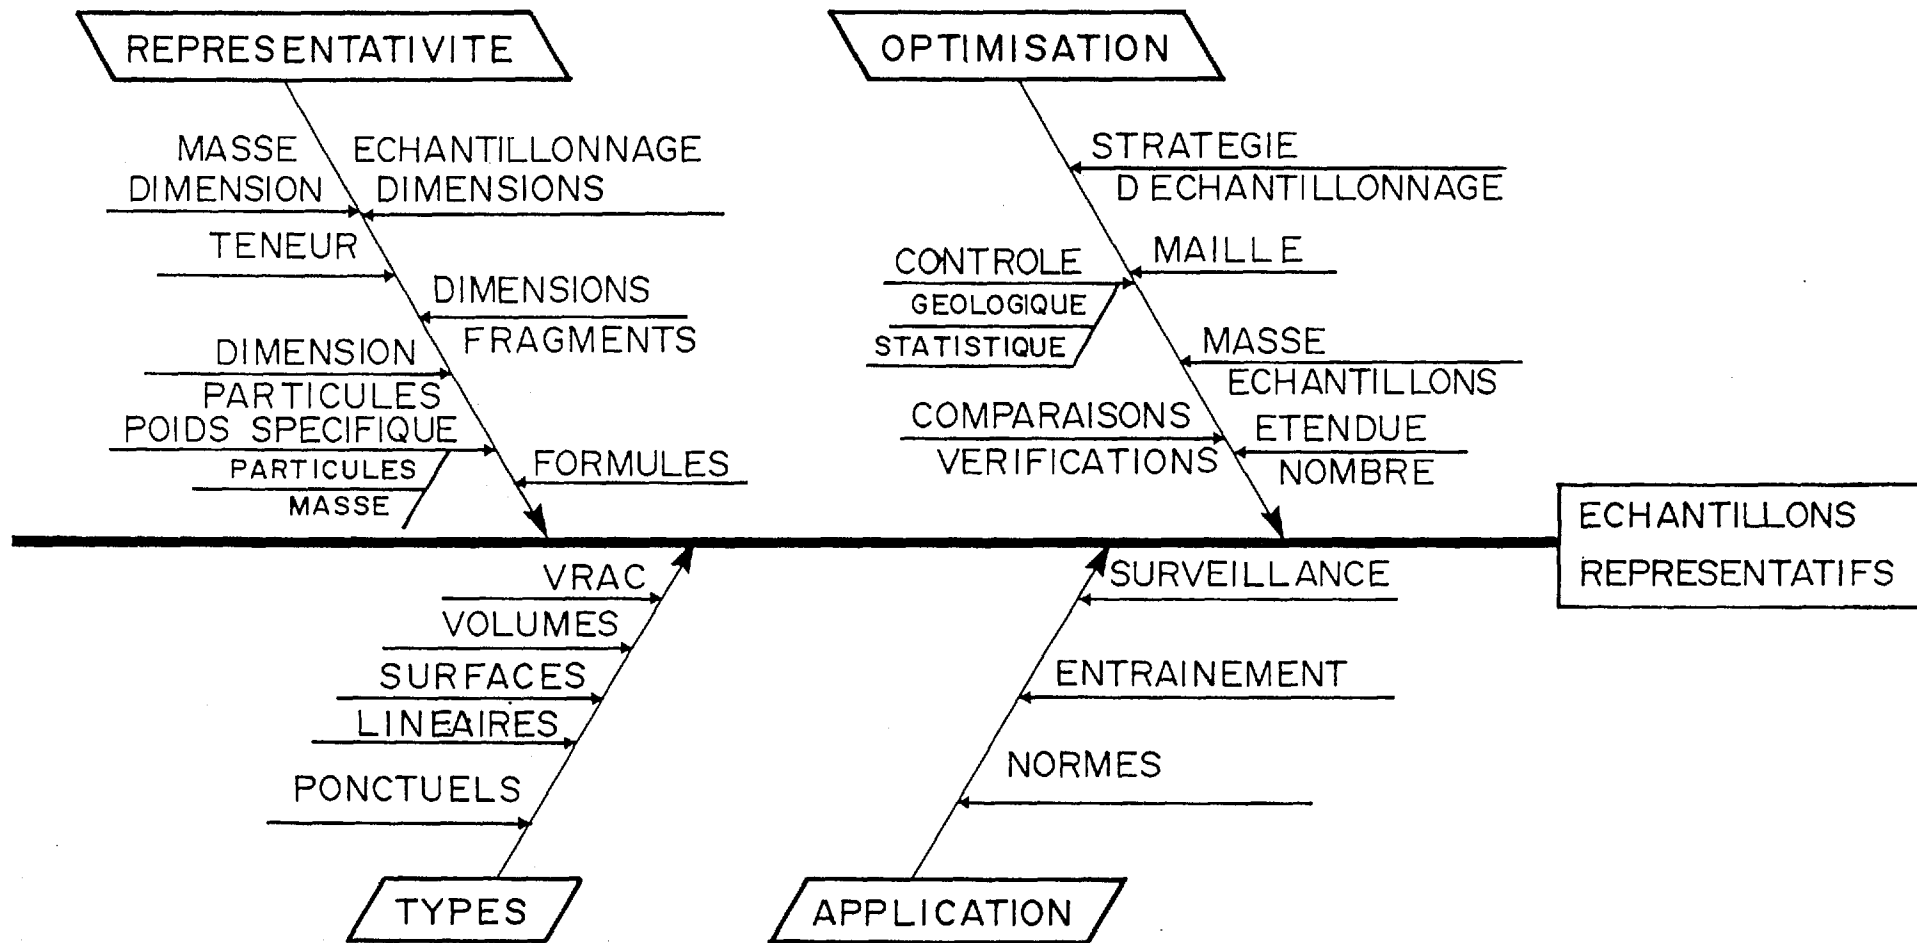 REPRESENTATIVITE
OPTIMISATION
MASSE
DIMENSION
ECHANTILLONNAGE
DIMENSIONS
TENEUR
DIMENSIONS
FRAGMENTS
DIMENSION
PARTICULES
POIDS SPECIFIQUE
PARTICULES
MASSE
FORMULES
STRATEGIE
D ECHANTILLONNAGE
CONTROLE
GEOLOGIQUE
STATISTIQUE
MAILLE
MASSE
ECHANTILLONS
COMPARAISONS
VERIFICATIONS
ETENDUE
NOMBRE
ECHANTILLONS
REPRESENTATIFS
VRAC
VOLUMES
SURFACES
LINEAIRES
PONCTUELS
TYPES
SURVEILLANCE
ENTRAINEMENT
NORMES
APPLICATION